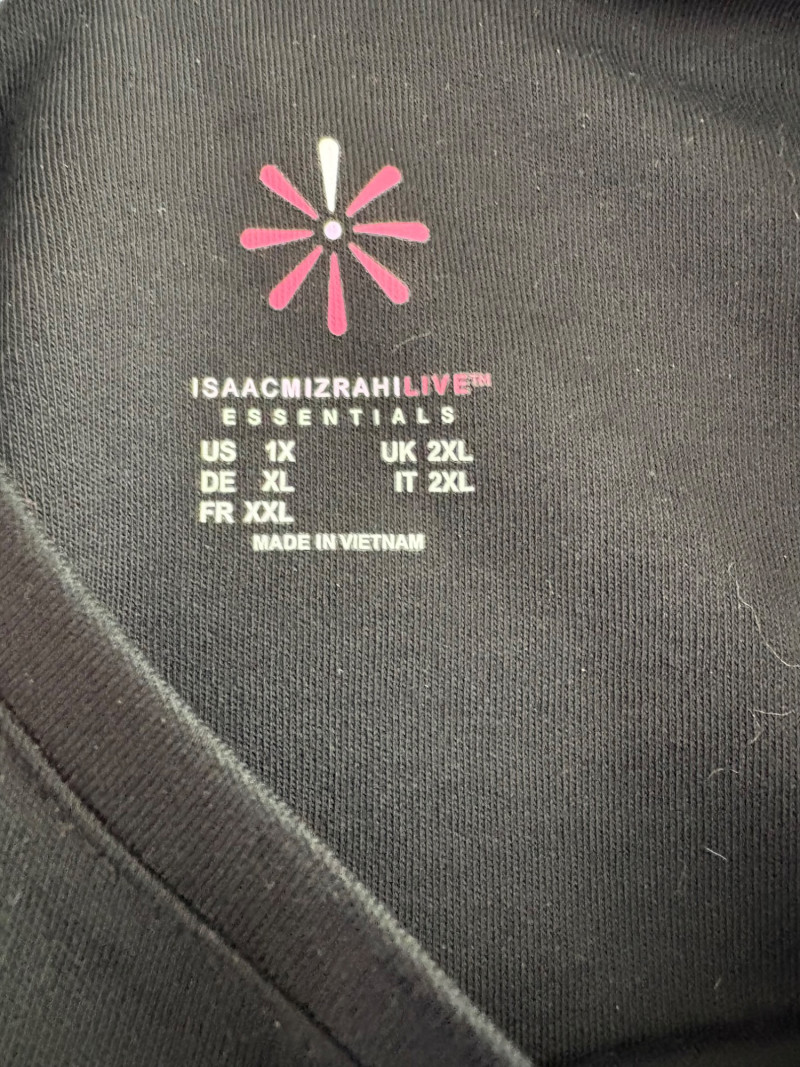 ISAACMIZRAHILIVE™
ESSENTIALS
US 1X UK 2XL
DE XL IT 2XL
FR XXL
MADE IN VIETNAM